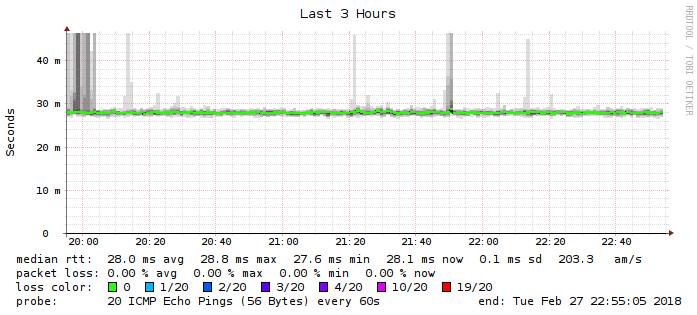 Last 3 Hours
RRDTOOL / TOBI OETIKER
Seconds
40 m
30 m
20 m
10 m
0
20:00 20:20 20:40 21:00 21:20 21:40 22:00 22:20 22:40
median rtt: 28.0 ms avg 28.8 ms max 27.6 ms min 28.1 ms now 0.1 ms sd 203.3 am/s
packet loss: 0.00 % avg 0.00 % max 0.00 % min 0.00 % now
loss color: 0 1/20 2/20 3/20 4/20 10/20 19/20
probe: 20 ICMP Echo Pings (56 Bytes) every 60s end: Tue Feb 27 22:55:05 2018